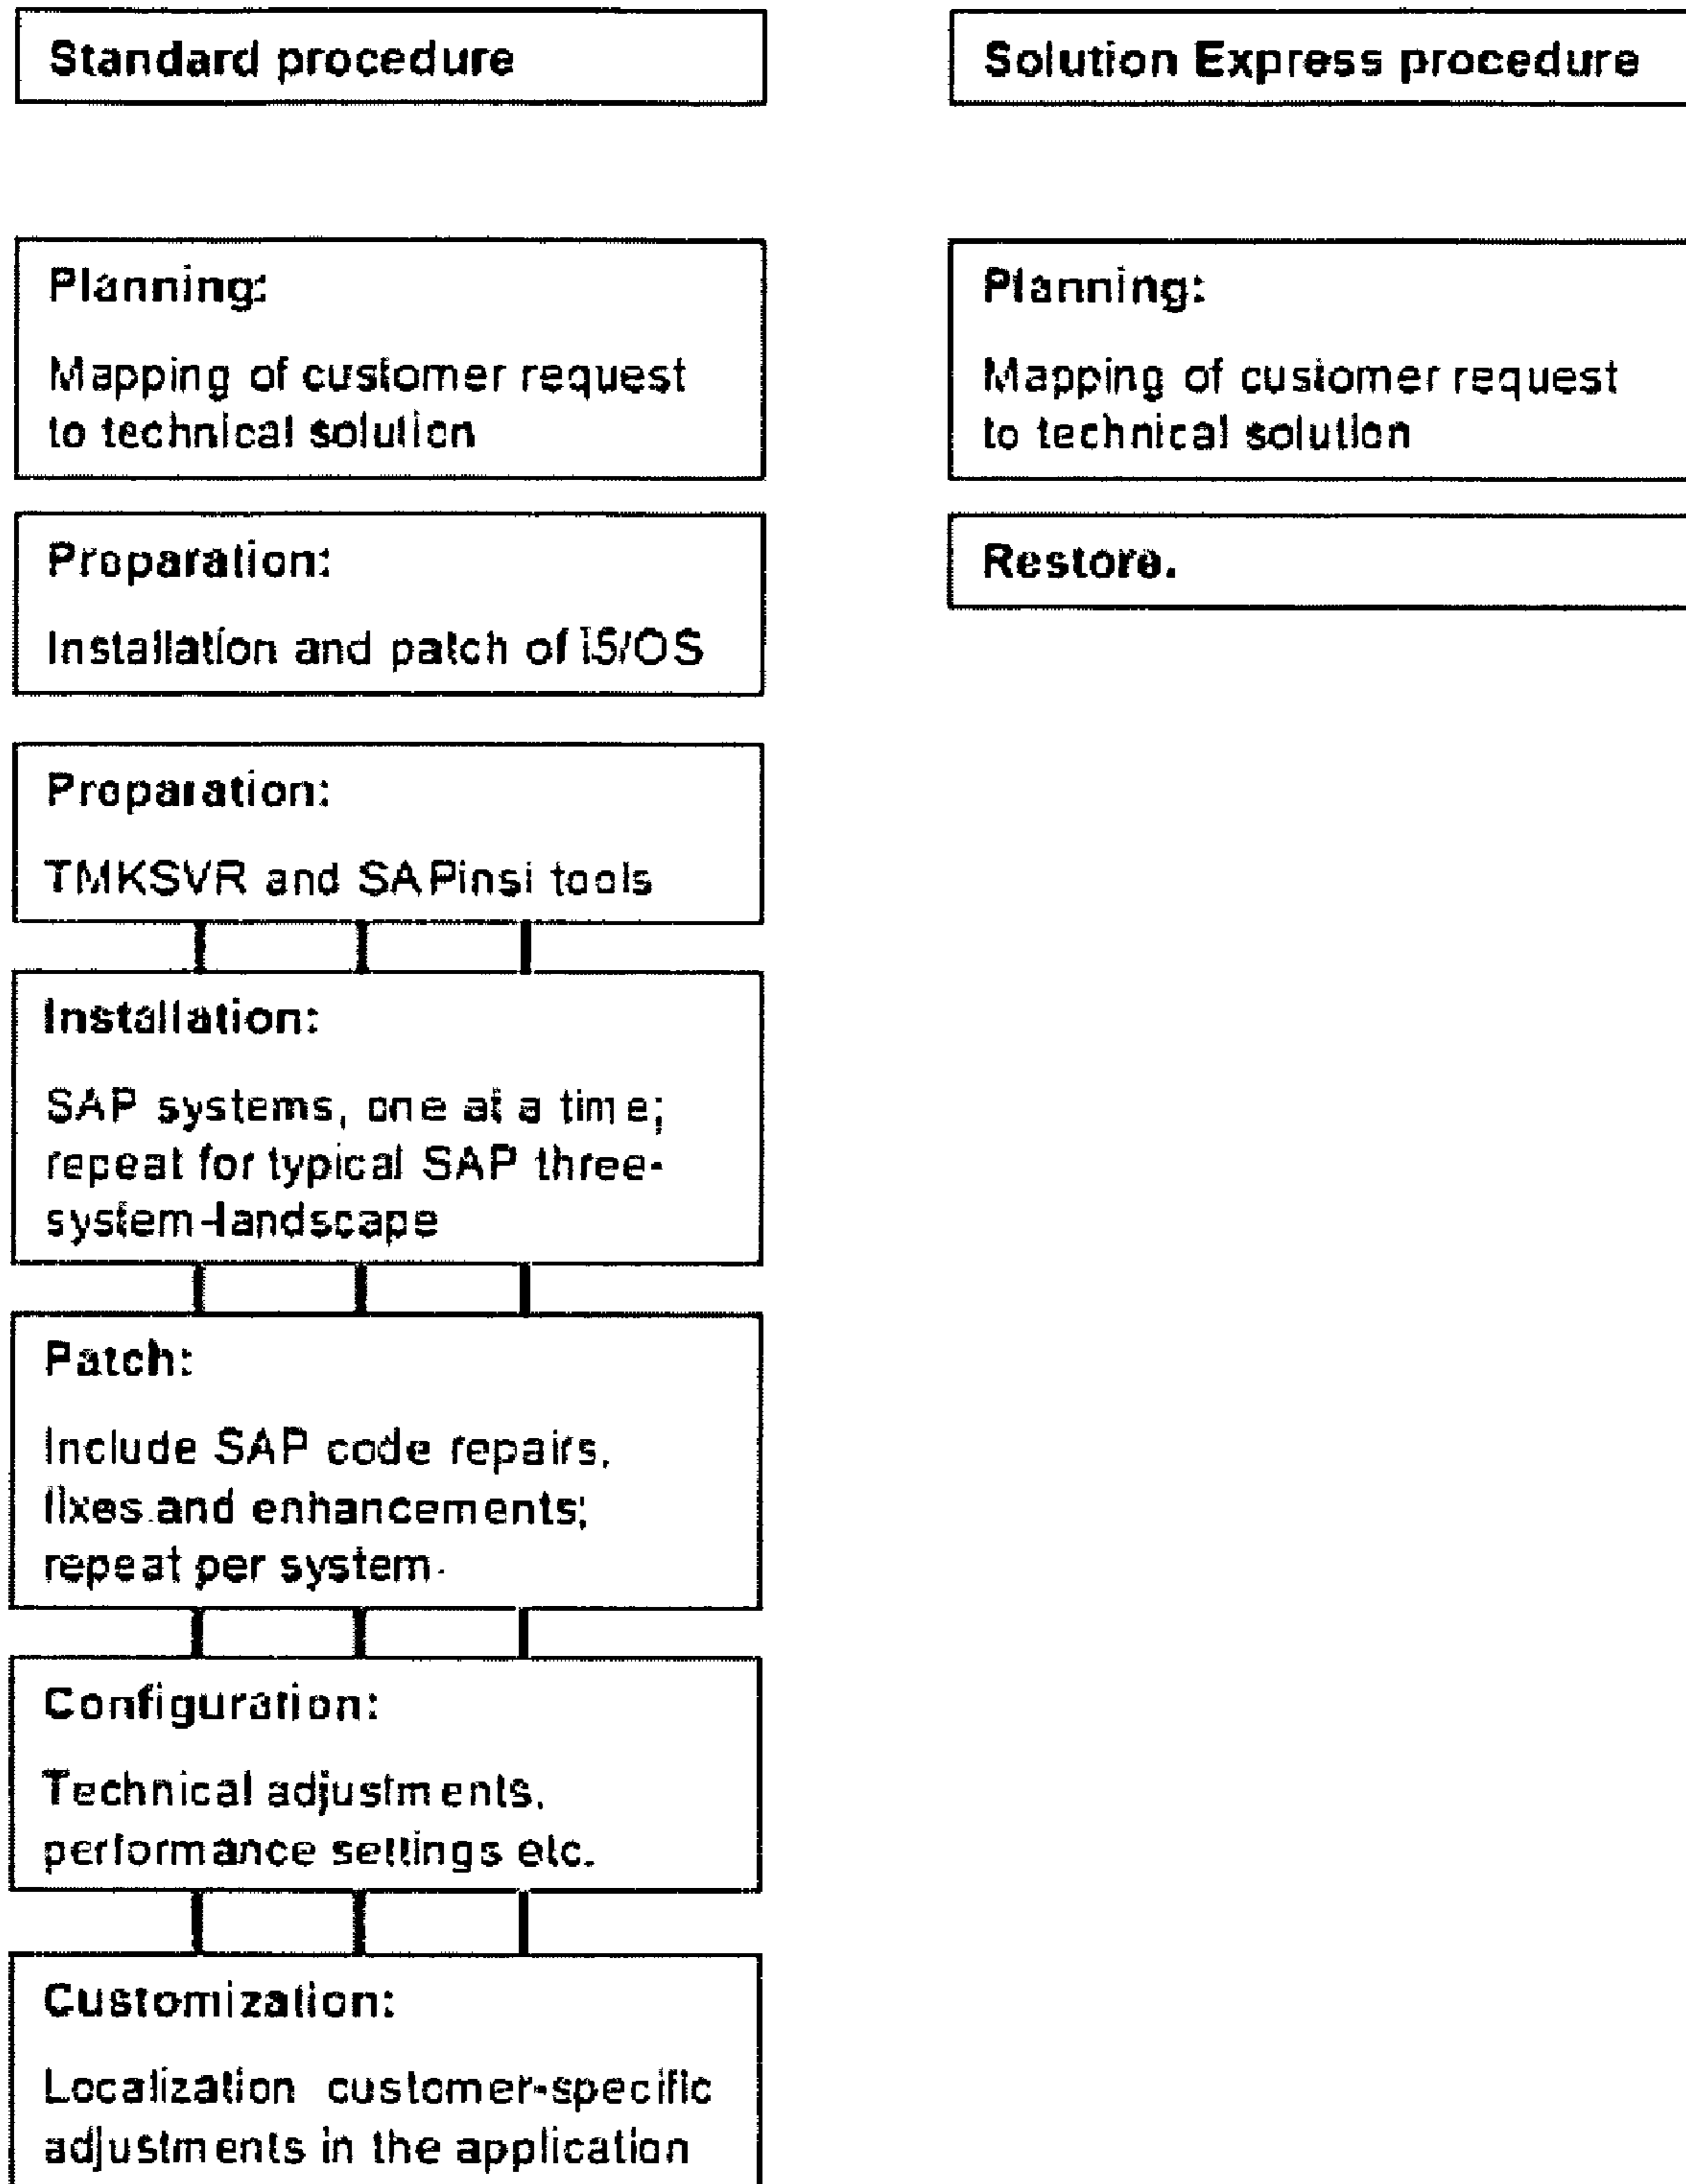 Standard procedure
Planning:
Mapping of customer request
to technical solution
Preparation:
Installation and patch of i5/OS
Preparation:
TMKSVR and SAPinsi tools
Installation:
SAP systems, one at a time;
repeat for typical SAP three-
system-landscape
Patch:
Include SAP code repairs,
fixes and enhancements;
repeat per system.
Configuration:
Technical adjustments,
performance settings etc.
Customization:
Localization customer-specific
adjustments in the application
Solution Express procedure
Planning:
Mapping of customer request
to technical solution
Restore.